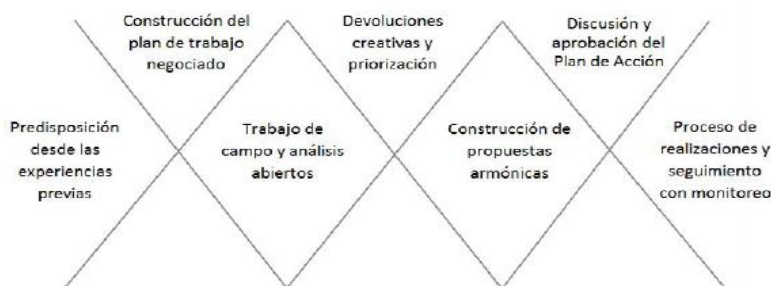 Construcción del
plan de trabajo
negociado
Devoluciones
creativas y
priorización
Discusión y
aprobación del
Plan de Acción
Predisposición
desde las
experiencias
previas
Trabajo de
campo y análisis
abiertos
Construcción de
propuestas
armónicas
Proceso de
realizaciones y
seguimiento
con monitoreo